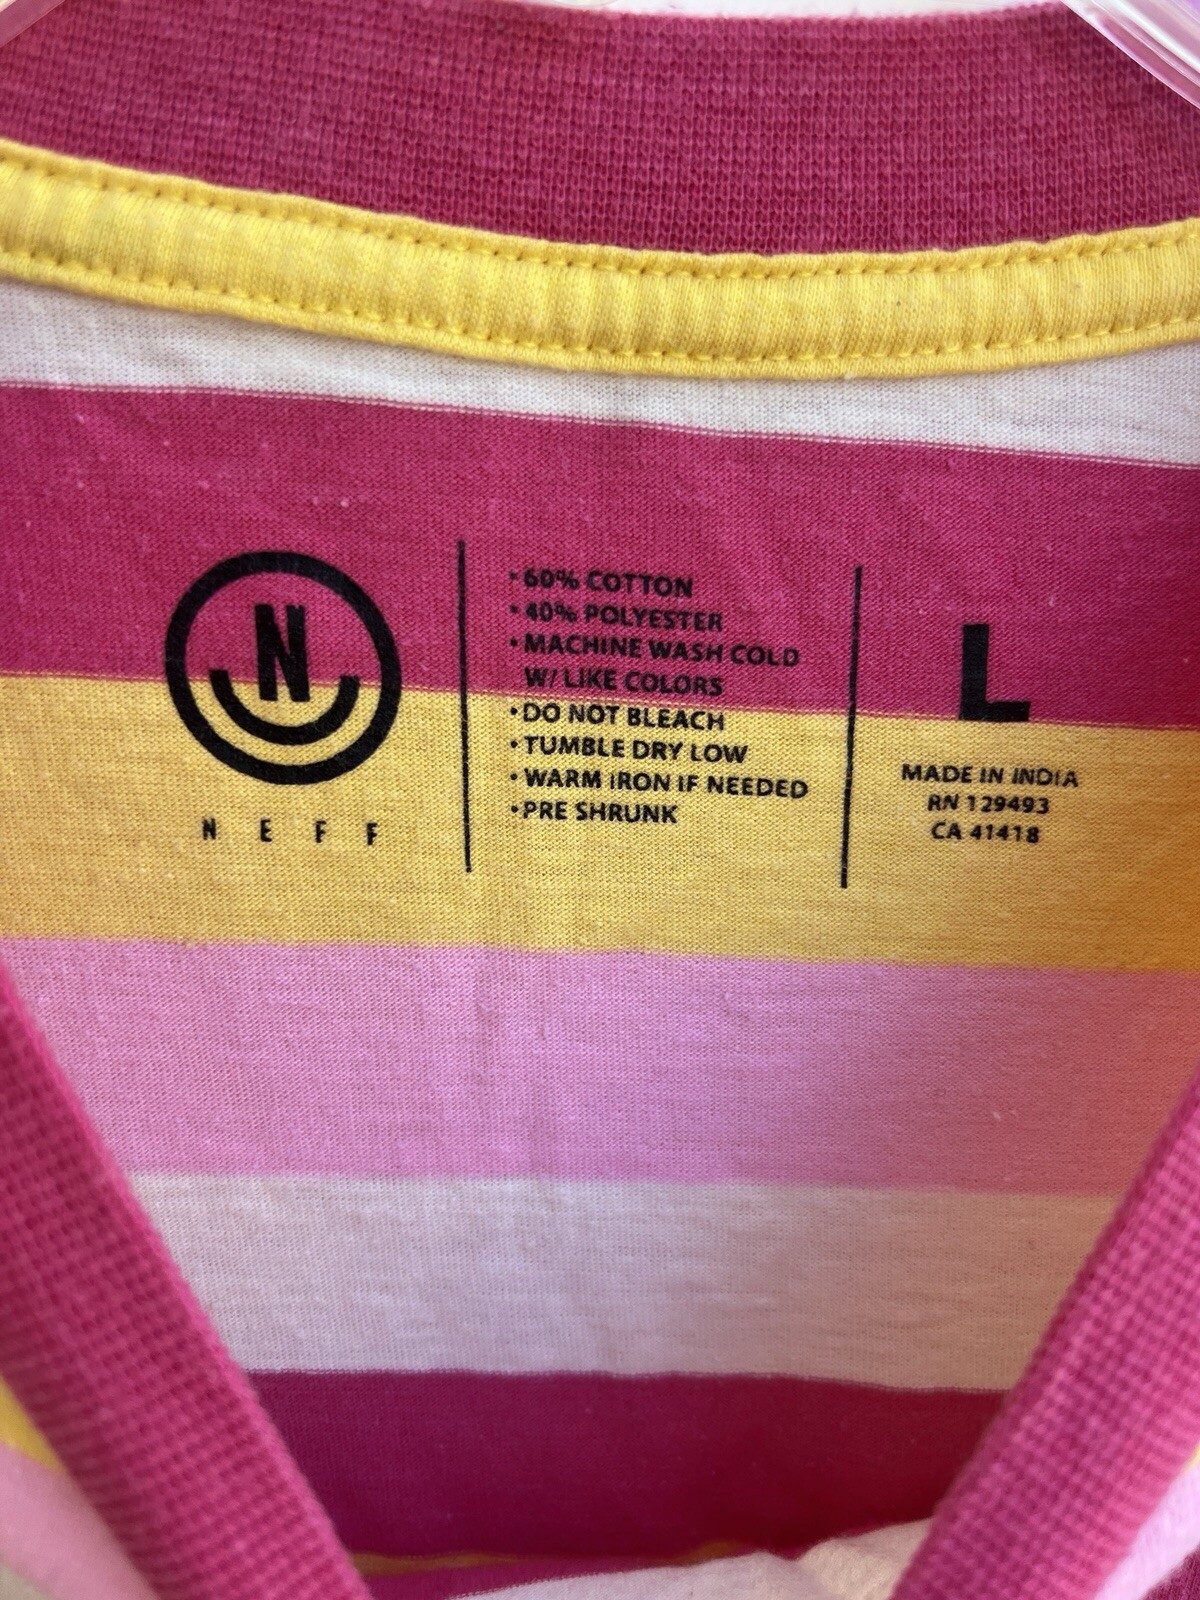 N
NEFF
•60% COTTON
•40% POLYESTER
•MACHINE WASH COLD
W/ LIKE COLORS
•DO NOT BLEACH
•TUMBLE DRY LOW
•WARM IRON IF NEEDED
•PRE SHRUNK
L
MADE IN INDIA
RN 129493
CA 41418